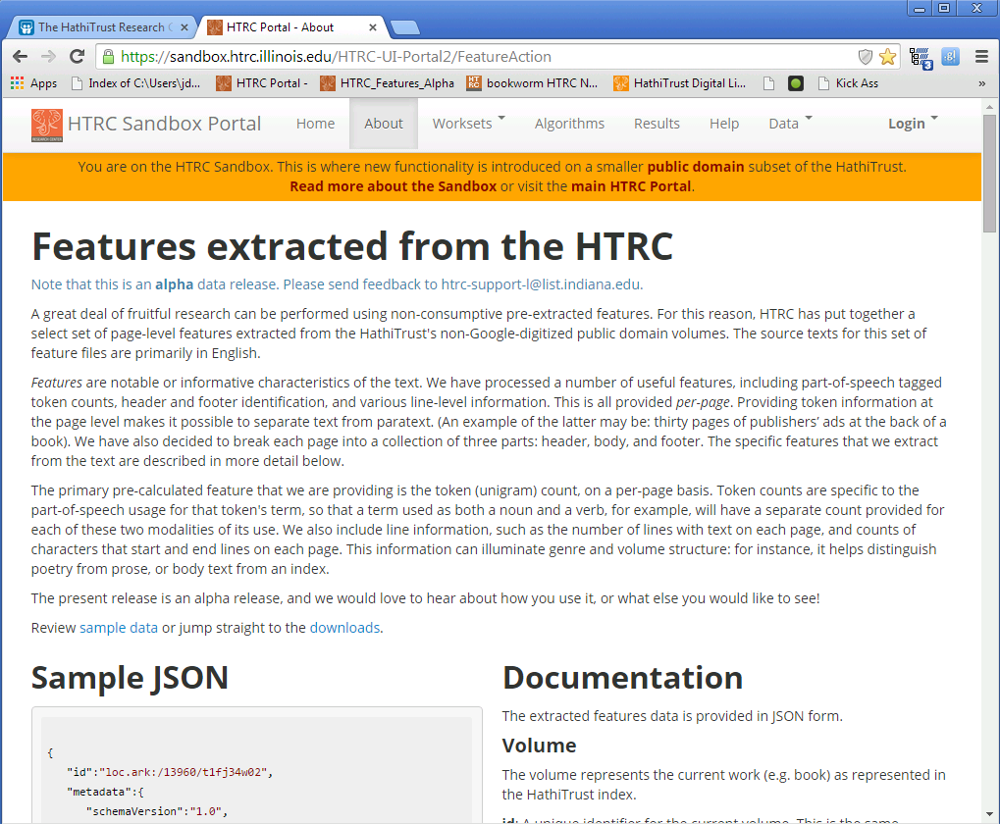 The HathiTrust Research C
HTRC Portal - About
https://sandbox.htrc.illinois.edu/HTRC-UI-Portal2/FeatureAction
Apps
Index of C:\Users\jd...
HTRC Portal -
HTRC_Features_Alpha
bookworm HTRC N...
HathiTrust Digital Li...
Kick Ass
»
HTRC Sandbox Portal
Home
About
Worksets
Algorithms
Results
Help
Data
Login
You are on the HTRC Sandbox. This is where new functionality is introduced on a smaller public domain subset of the HathiTrust.
Read more about the Sandbox or visit the main HTRC Portal.
Features extracted from the HTRC
Note that this is an alpha data release. Please send feedback to htrc-support-l@list.indiana.edu.
A great deal of fruitful research can be performed using non-consumptive pre-extracted features. For this reason, HTRC has put together a
select set of page-level features extracted from the HathiTrust's non-Google-digitized public domain volumes. The source texts for this set of
feature files are primarily in English.
Features are notable or informative characteristics of the text. We have processed a number of useful features, including part-of-speech tagged
token counts, header and footer identification, and various line-level information. This is all provided per-page. Providing token information at
the page level makes it possible to separate text from paratext. (An example of the latter may be: thirty pages of publishers’ ads at the back of a
book). We have also decided to break each page into a collection of three parts: header, body, and footer. The specific features that we extract
from the text are described in more detail below.
The primary pre-calculated feature that we are providing is the token (unigram) count, on a per-page basis. Token counts are specific to the
part-of-speech usage for that token's term, so that a term used as both a noun and a verb, for example, will have a separate count provided for
each of these two modalities of its use. We also include line information, such as the number of lines with text on each page, and counts of
characters that start and end lines on each page. This information can illuminate genre and volume structure: for instance, it helps distinguish
poetry from prose, or body text from an index.
The present release is an alpha release, and we would love to hear about how you use it, or what else you would like to see!
Review sample data or jump straight to the downloads.
Sample JSON
{
"id":"loc.ark:/13960/t1fj34w02",
"metadata":{
"schemaVersion":"1.0",
Documentation
The extracted features data is provided in JSON form.
Volume
The volume represents the current work (e.g. book) as represented in
the HathiTrust index.
id: A unique identifier for the current volume. This is the same